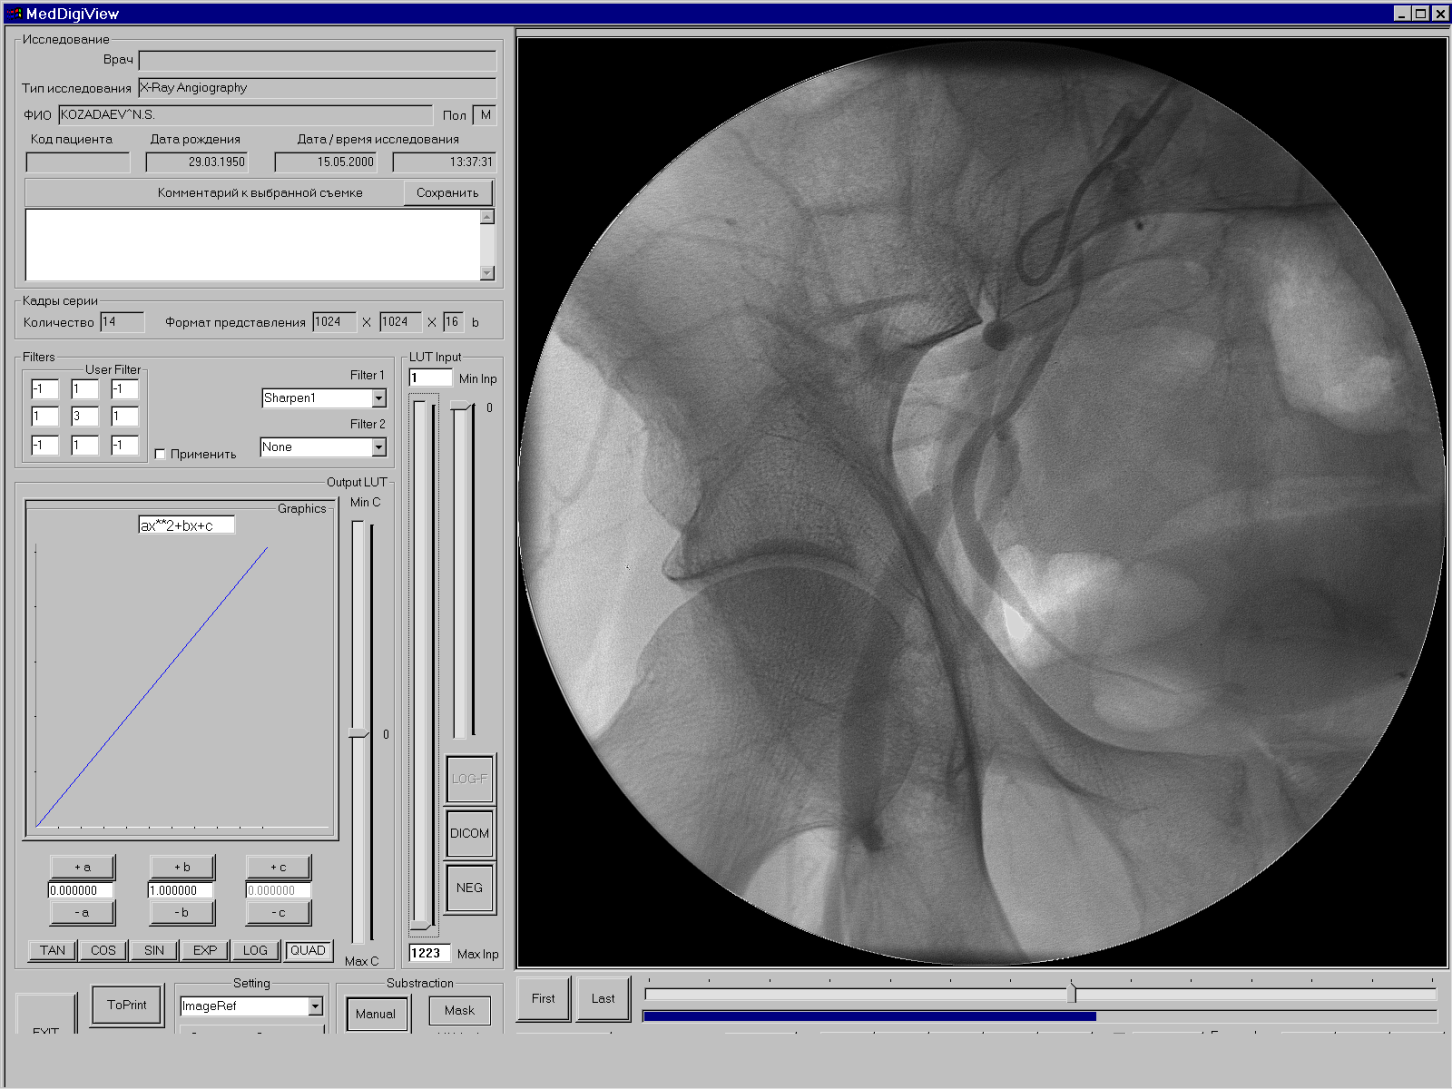 MedDigiView
Исследование
Врач
Тип исследования X-Ray Angiography
ФИО KOZADAEV^N.S. Пол M
Код пациента Дата рождения Дата / время исследования
29.03.1950 15.05.2000 13:37:31
Комментарий к выбранной съемке Сохранить
Кадры серии
Количество 14 Формат представления 1024 X 1024 X 16 b
Filters
User Filter
-1 1 -1
1 3 1
-1 1 -1
Применить
Filter 1
Sharpen1
Filter 2
None
LUT Input
1 Min Inp
0
Output LUT
Graphics
ax**2+bx+c
Min C
0
LOG-F
DICOM
NEG
+ a + b + c
0.000000 1.000000 0.000000
- a - b - c
TAN COS SIN EXP LOG QUAD
Max C
1223 Max Inp
EXIT
ToPrint
Setting
ImageRef
Substraction
Manual Mask
First Last